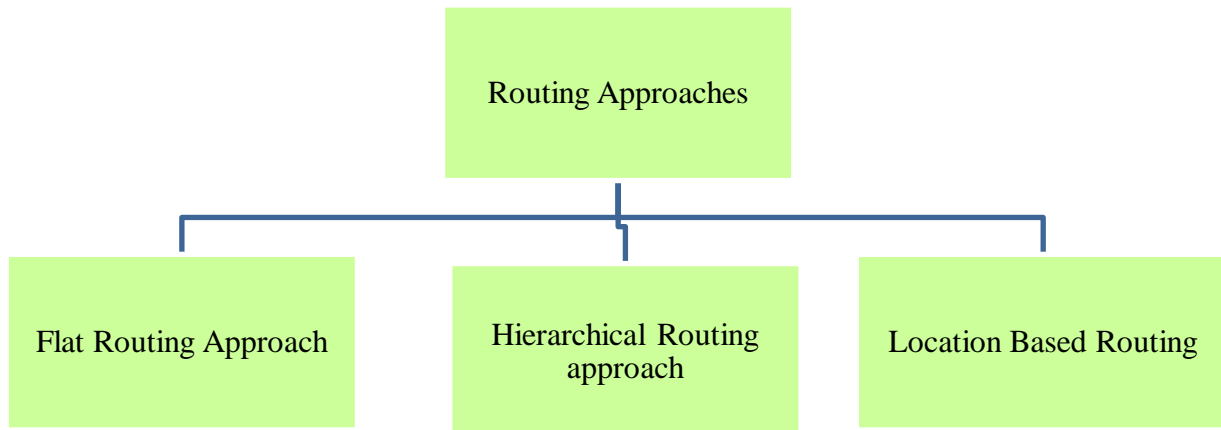 Routing Approaches
Flat Routing Approach
Hierarchical Routing
approach
Location Based Routing